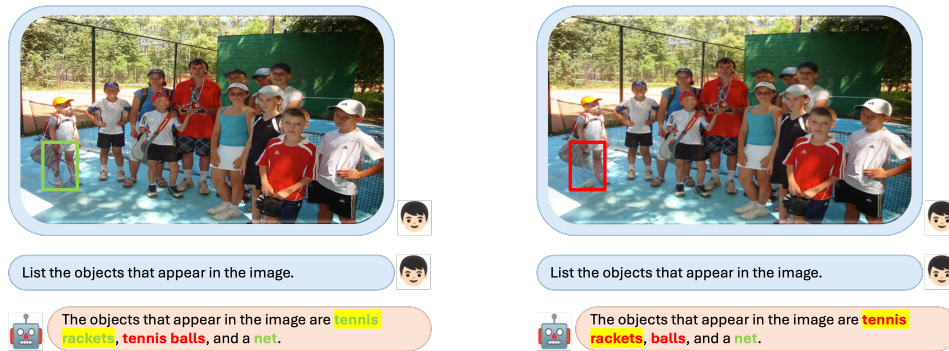 List the objects that appear in the image.
The objects that appear in the image are tennis
rackets, tennis balls, and a net.
List the objects that appear in the image.
The objects that appear in the image are tennis
rackets, balls, and a net.